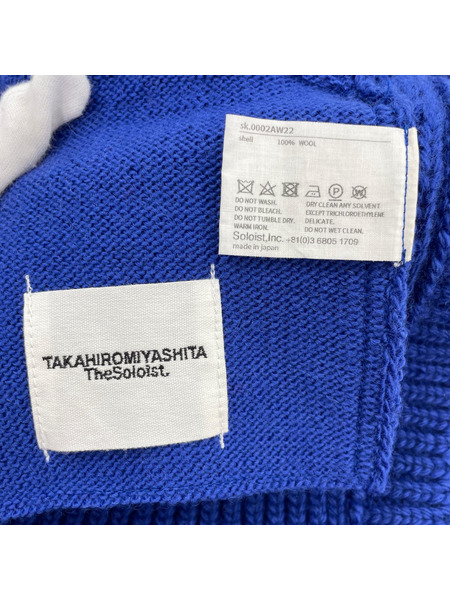 sk.0002AW22
shell 100% WOOL
DO NOT WASH. DRY CLEAN ANY SOLVENT.
DO NOT BLEACH. EXCEPT TRICHLOROETHYLENE
DO NOT TUMBLE DRY. DO NOT WET CLEAN.
WARM IRON.
Soloist,Inc. +81(0)3 6805 1709
made in japan
TAKAHIROMIYASHITA
TheSoloist.